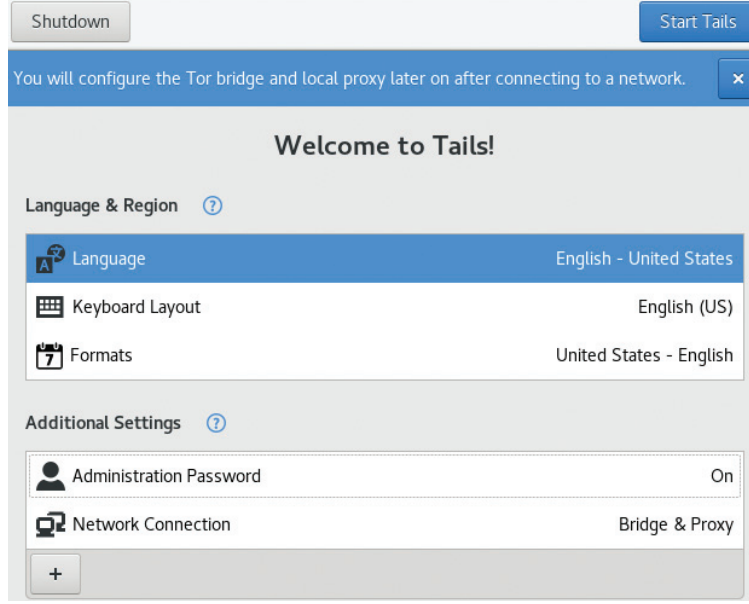 Shutdown Start Tails
You will configure the Tor bridge and local proxy later on after connecting to a network. ×
Welcome to Tails!
Language & Region ?
Language English - United States
Keyboard Layout English (US)
7 Formats United States - English
Additional Settings ?
Administration Password On
Network Connection Bridge & Proxy
+